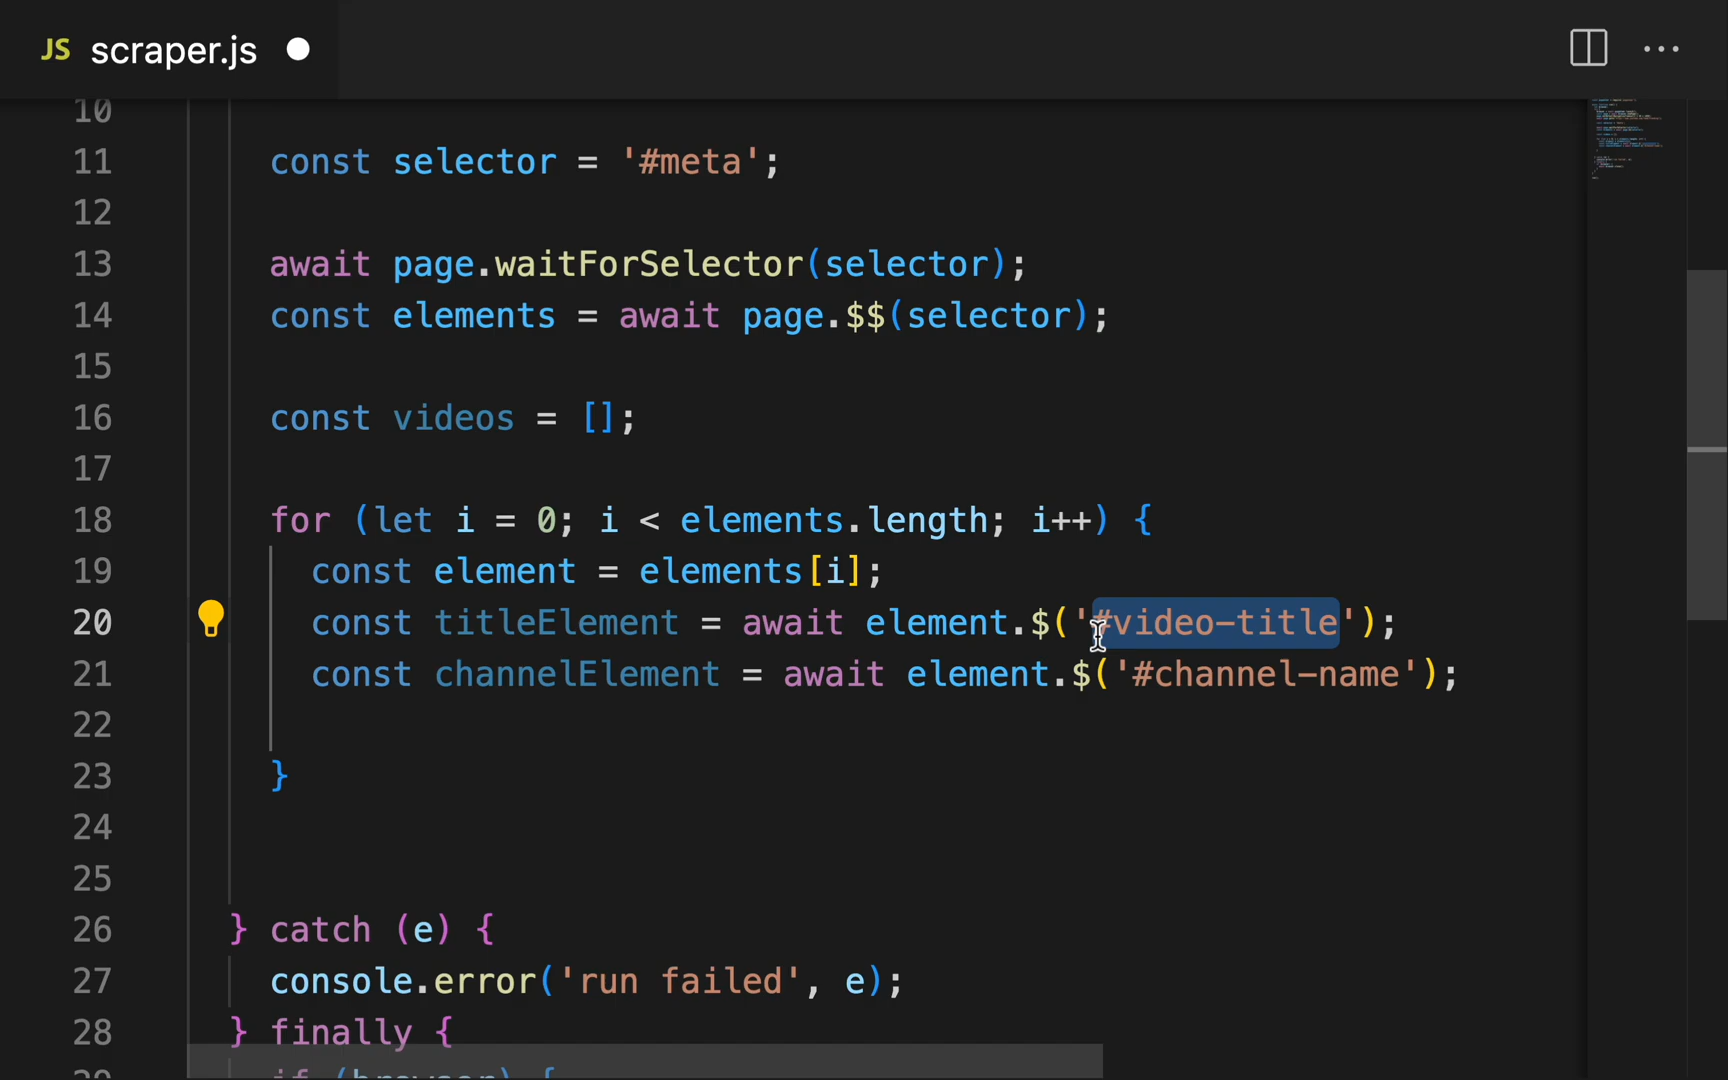 JS scraper.js
10
11 const selector = '#meta';
12
13 await page.waitForSelector(selector);
14 const elements = await page.$$(selector);
15
16 const videos = [];
17
18 for (let i = 0; i < elements.length; i++) {
19 const element = elements[i];
20 const titleElement = await element.$('#video-title');
21 const channelElement = await element.$('#channel-name');
22
23 }
24
25
26 } catch (e) {
27 console.error('run failed', e);
28 } finally {
29 if (browser) {